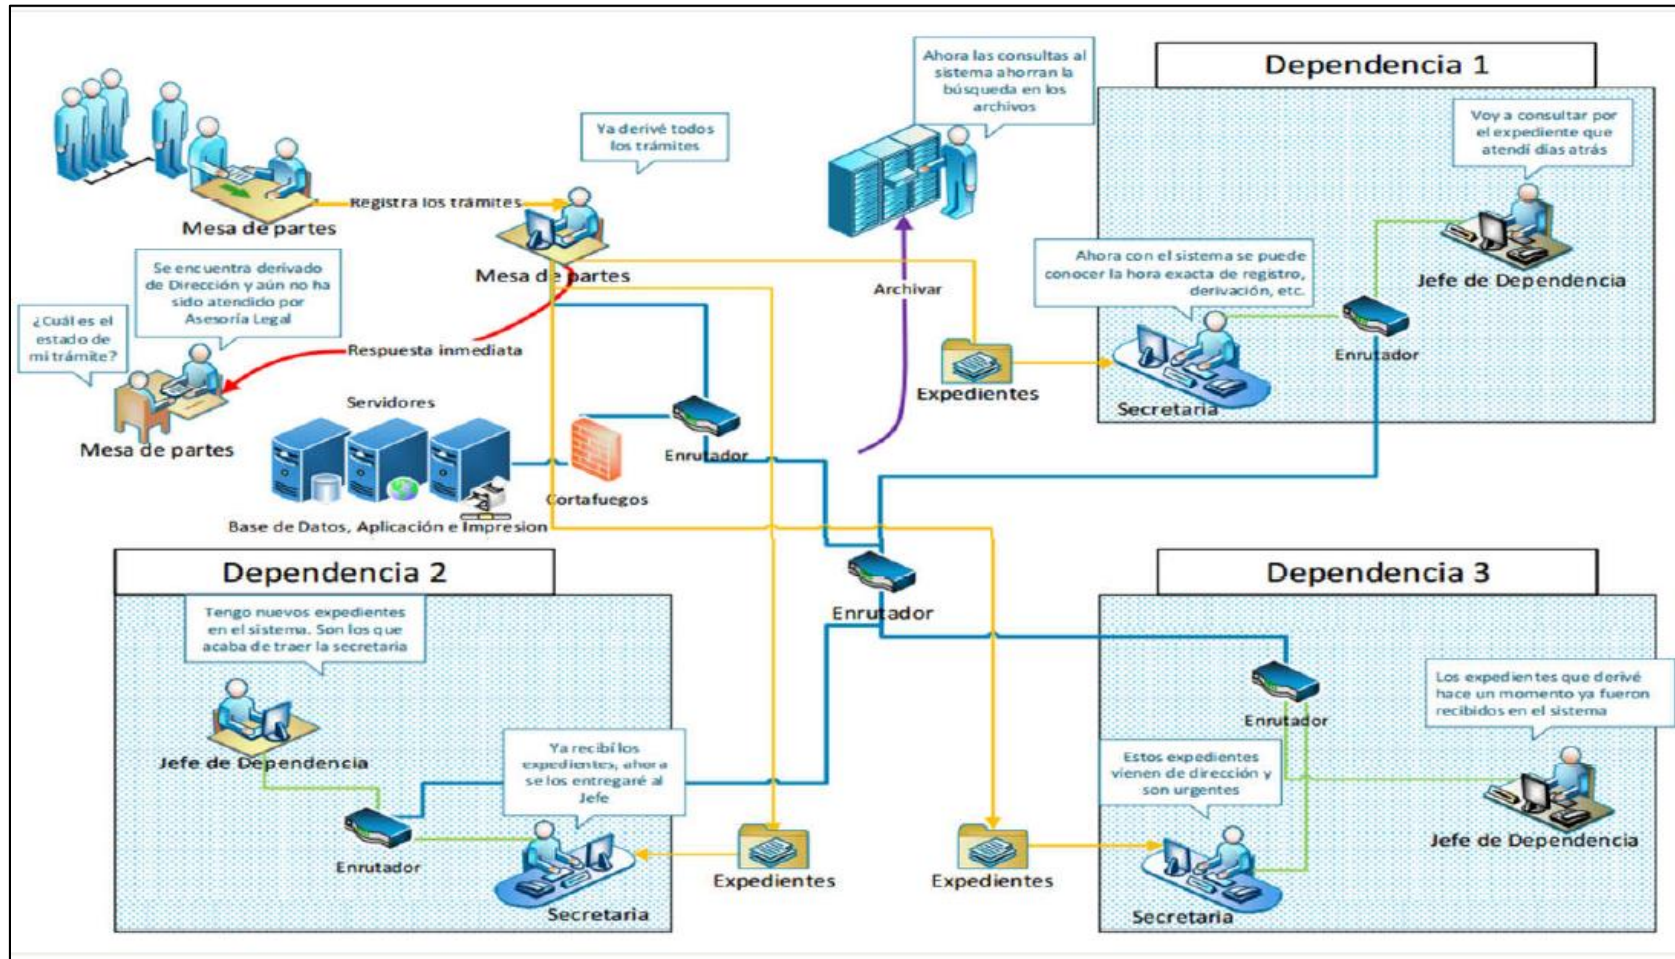 Ahora las consultas al
sistema ahorran la
búsqueda en los
archivos
Dependencia 1
Ya derivé todos
los trámites
Voy a consultar por
el expediente que
atendí días atrás
Registra los trámites
Mesa de partes
Mesa de partes
Se encuentra derivado
de Dirección y aún no ha
sido atendido por
Asesoría Legal
Archivar
Ahora con el sistema se puede
conocer la hora exacta de registro,
derivación, etc.
Jefe de Dependencia
¿Cuál es el
estado de
mi trámite?
Respuesta inmediata
Enrutador
Expedientes
Secretaria
Servidores
Mesa de partes
Enrutador
Cortafuegos
Base de Datos, Aplicación e Impresion
Dependencia 2
Enrutador
Dependencia 3
Tengo nuevos expedientes
en el sistema. Son los que
acaba de traer la secretaria
Jefe de Dependencia
Ya recibí los
expedientes, ahora
se los entregaré al
Jefe
Enrutador
Secretaria
Expedientes
Enrutador
Los expedientes que derivé
hace un momento ya fueron
recibidos en el sistema
Estos expedientes
vienen de dirección y
son urgentes
Jefe de Dependencia
Expedientes
Secretaria